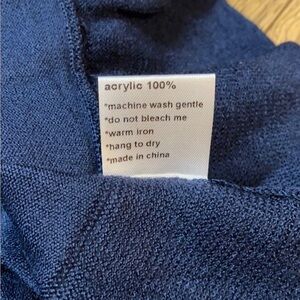 acrylic 100%
*machine wash gentle
*do not bleach me
*warm iron
*hang to dry
*made in china